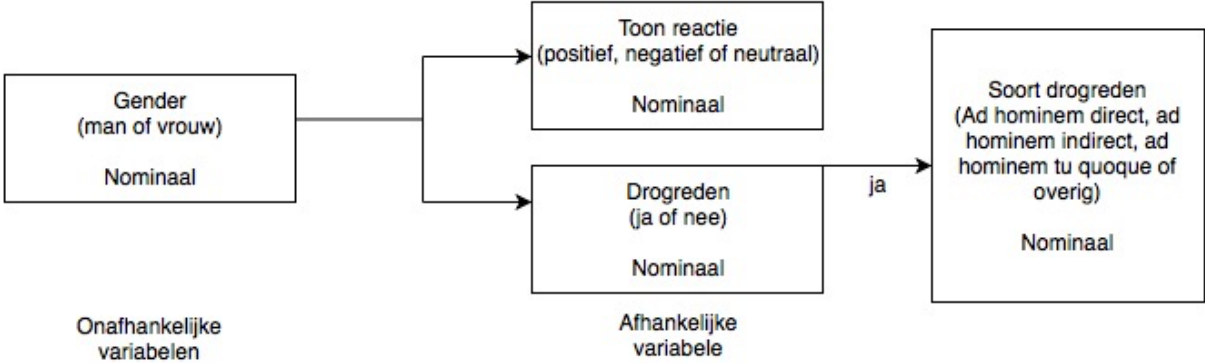 Gender
(man of vrouw)
Nominaal
Toon reactie
(positief, negatief of neutraal)
Nominaal
Drogreden
(ja of nee)
Nominaal
ja
Soort drogreden
(Ad hominem direct, ad
hominem indirect, ad
hominem tu quoque of
overig)
Nominaal
Onafhankelijke
variabelen
Afhankelijke
variabele